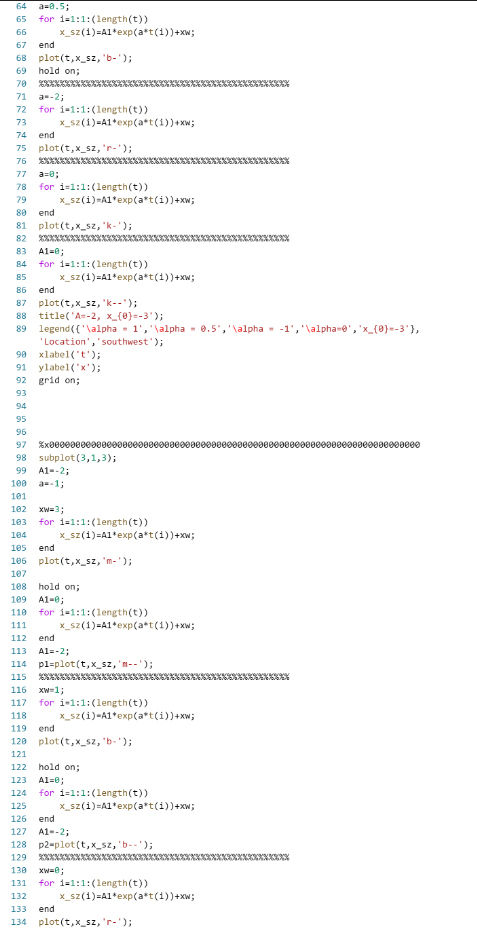 64 a=0.5;
65 for i=1:1:(length(t))
66 x_sz(i)=A1*exp(a*t(i))+xw;
67 end
68 plot(t,x_sz,'b-');
69 hold on;
70 %%%%%%%%%%%%%%%%%%%%%%%%%%%%%%%%%%%%%%%%%%%%%%%%
71 a=-2;
72 for i=1:1:(length(t))
73 x_sz(i)=A1*exp(a*t(i))+xw;
74 end
75 plot(t,x_sz,'r-');
76 %%%%%%%%%%%%%%%%%%%%%%%%%%%%%%%%%%%%%%%%%%%%%%%%
77 a=0;
78 for i=1:1:(length(t))
79 x_sz(i)=A1*exp(a*t(i))+xw;
80 end
81 plot(t,x_sz,'k-');
82 %%%%%%%%%%%%%%%%%%%%%%%%%%%%%%%%%%%%%%%%%%%%%%%%
83 A1=0;
84 for i=1:1:(length(t))
85 x_sz(i)=A1*exp(a*t(i))+xw;
86 end
87 plot(t,x_sz,'k--');
88 title('A=-2, x_{0}=-3');
89 legend({'\alpha = 1','\alpha = 0.5','\alpha = -1','\alpha=0','x_{0}=-3'},
'Location','southwest');
90 xlabel('t');
91 ylabel('x');
92 grid on;
93
94
95
96
97 %x00000000000000000000000000000000000000000000000000000000000000000000000
98 subplot(3,1,3);
99 A1=-2;
100 a=-1;
101
102 xw=3;
103 for i=1:1:(length(t))
104 x_sz(i)=A1*exp(a*t(i))+xw;
105 end
106 plot(t,x_sz,'m-');
107
108 hold on;
109 A1=0;
110 for i=1:1:(length(t))
111 x_sz(i)=A1*exp(a*t(i))+xw;
112 end
113 A1=-2;
114 p1=plot(t,x_sz,'m--');
115 %%%%%%%%%%%%%%%%%%%%%%%%%%%%%%%%%%%%%%%%%%%%%%%%
116 xw=1;
117 for i=1:1:(length(t))
118 x_sz(i)=A1*exp(a*t(i))+xw;
119 end
120 plot(t,x_sz,'b-');
121
122 hold on;
123 A1=0;
124 for i=1:1:(length(t))
125 x_sz(i)=A1*exp(a*t(i))+xw;
126 end
127 A1=-2;
128 p2=plot(t,x_sz,'b--');
129 %%%%%%%%%%%%%%%%%%%%%%%%%%%%%%%%%%%%%%%%%%%%%%%%
130 xw=0;
131 for i=1:1:(length(t))
132 x_sz(i)=A1*exp(a*t(i))+xw;
133 end
134 plot(t,x_sz,'r-');